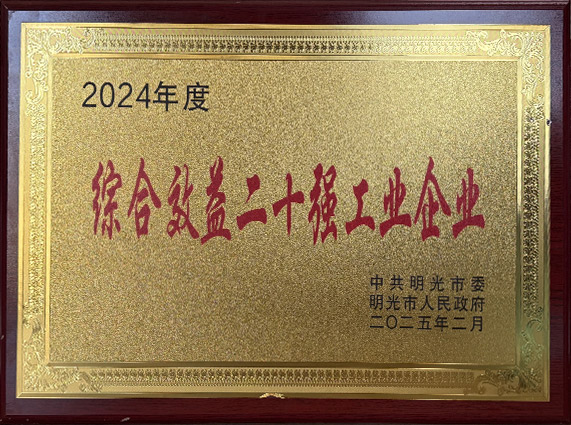 2024年度
综合效益二十强工业企业
中共明光市委
明光市人民政府
二〇二五年二月